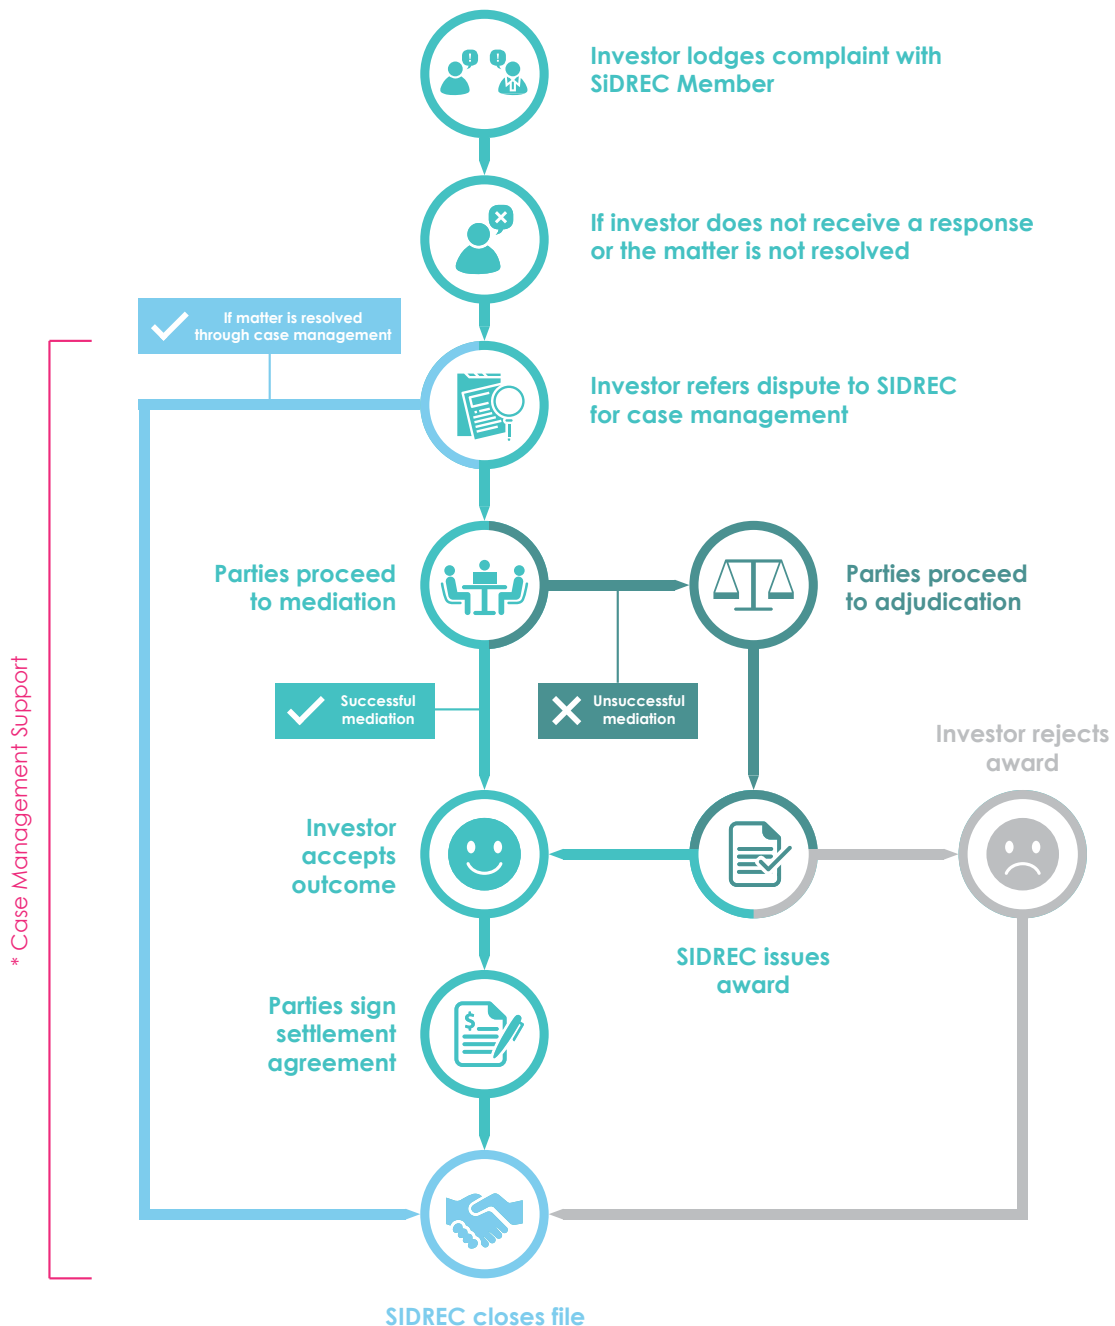 Investor lodges complaint with
SiDREC Member
If investor does not receive a response
or the matter is not resolved
If matter is resolved
through case management
Investor refers dispute to SIDREC
for case management
Parties proceed
to mediation
Parties proceed
to adjudication
* Case Management Support
Successful
mediation
Unsuccessful
mediation
Investor rejects
award
Investor
accepts
outcome
SIDREC issues
award
Parties sign
settlement
agreement
$
SIDREC closes file